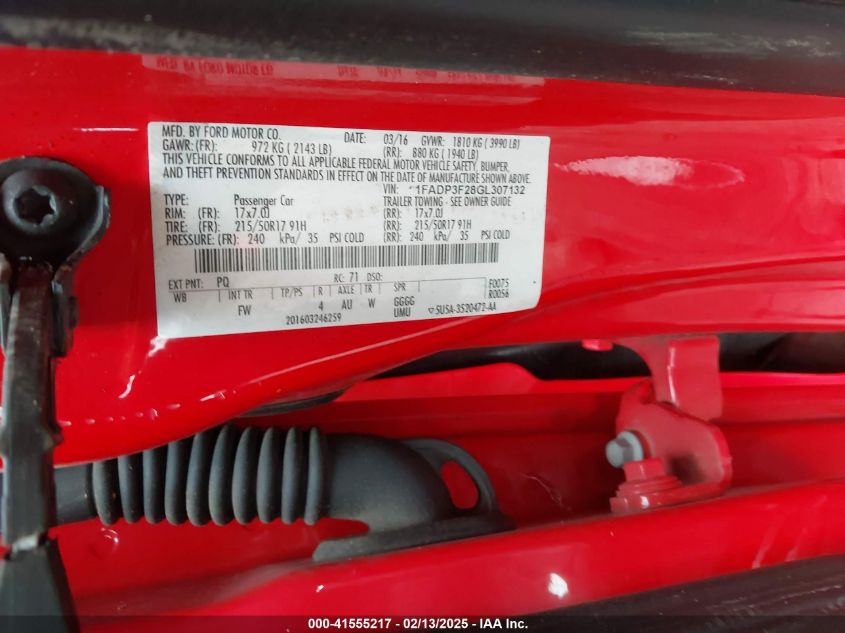 MFD. BY FORD MOTOR CO. DATE: 03/16 GVWR: 1810 KG ( 3990 LB)
GAWR: (FR): 972 KG ( 2143 LB) (RR): 880 KG ( 1940 LB)
THIS VEHICLE CONFORMS TO ALL APPLICABLE FEDERAL MOTOR VEHICLE SAFETY, BUMPER,
AND THEFT PREVENTION STANDARDS IN EFFECT ON THE DATE OF MANUFACTURE SHOWN ABOVE.
VIN: 1FADP3F28GL307132
TYPE: Passenger Car TRAILER TOWING - SEE OWNER GUIDE
RIM: (FR): 17x7.0J (RR): 17x7.0J
TIRE: (FR): 215/50R17 91H (RR): 215/50R17 91H
PRESSURE: (FR): 240 kPa/ 35 PSI COLD (RR): 240 kPa/ 35 PSI COLD
EXT PNT: PQ RC: 71 DSO: F0075
WB INT TR TP/PS R AXLE TR SPR R0056
FW 4 AU W GGGG
UMU
201603246259 ▽ 5U5A-3520472-AA
000-41555217 - 02/13/2025 - IAA Inc.